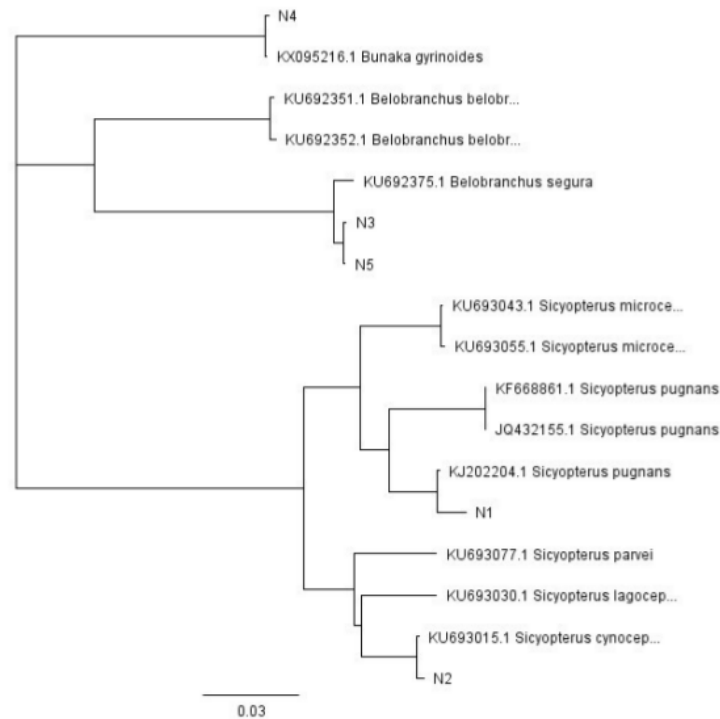 N4
KX095216.1 Bunaka gyrinoides
KU692351.1 Belobranchus belobr...
KU692352.1 Belobranchus belobr...
KU692375.1 Belobranchus segura
N3
N5
KU693043.1 Sicyopterus microce...
KU693055.1 Sicyopterus microce...
KF668861.1 Sicyopterus pugnans
JQ432155.1 Sicyopterus pugnans
KJ202204.1 Sicyopterus pugnans
N1
KU693077.1 Sicyopterus parvei
KU693030.1 Sicyopterus lagocep...
KU693015.1 Sicyopterus cynocep...
N2
0.03